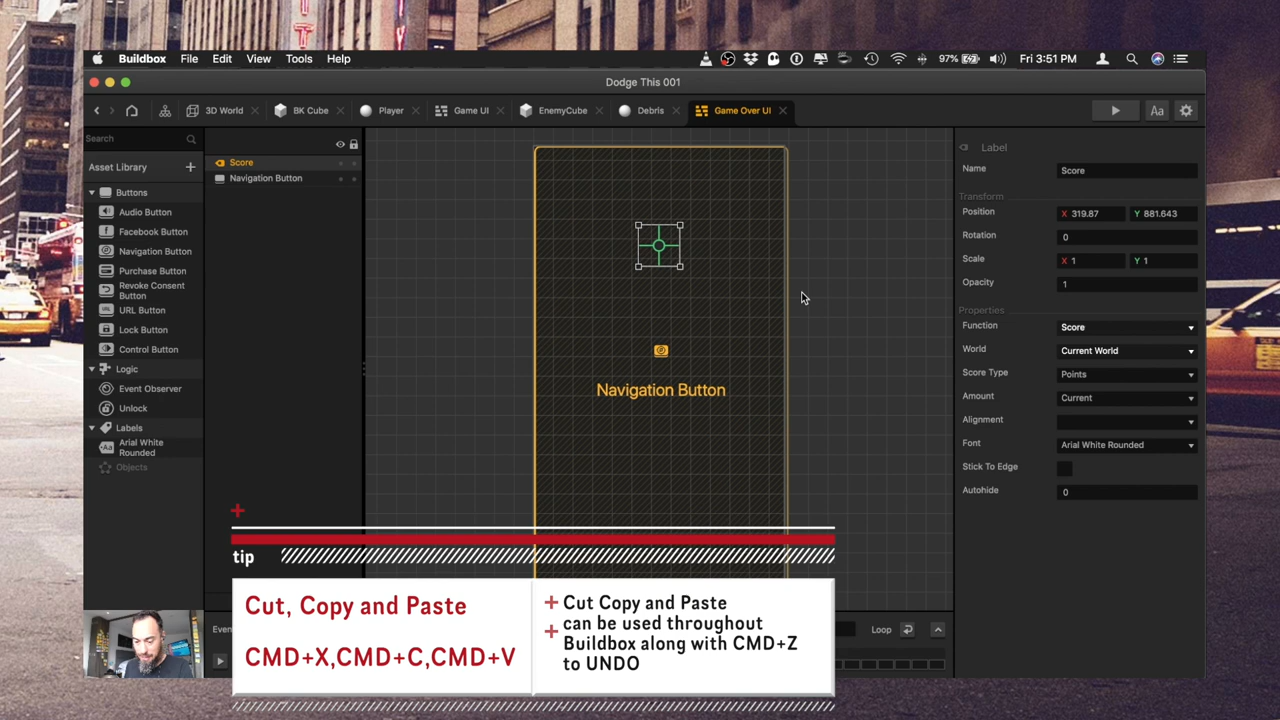 Buildbox File Edit View Tools Help
97% Fri 3:51 PM
Dodge This 001
3D World BK Cube Player Game UI EnemyCube Debris Game Over UI
Aa
Search
Asset Library
Buttons
Audio Button
Facebook Button
Navigation Button
Purchase Button
Revoke Consent
Button
URL Button
Lock Button
Control Button
Logic
Event Observer
Unlock
Labels
Arial White
Rounded
Objects
Score
Navigation Button
Navigation Button
Label
Name Score
Transform
Position X 319.87 Y 881.643
Rotation 0
Scale X 1 Y 1
Opacity 1
Properties
Function Score
World Current World
Score Type Points
Amount Current
Alignment
Font Arial White Rounded
Stick To Edge
Autohide 0
Loop
tip
Cut, Copy and Paste
CMD+X,CMD+C,CMD+V
Cut Copy and Paste
can be used throughout
Buildbox along with CMD+Z
to UNDO